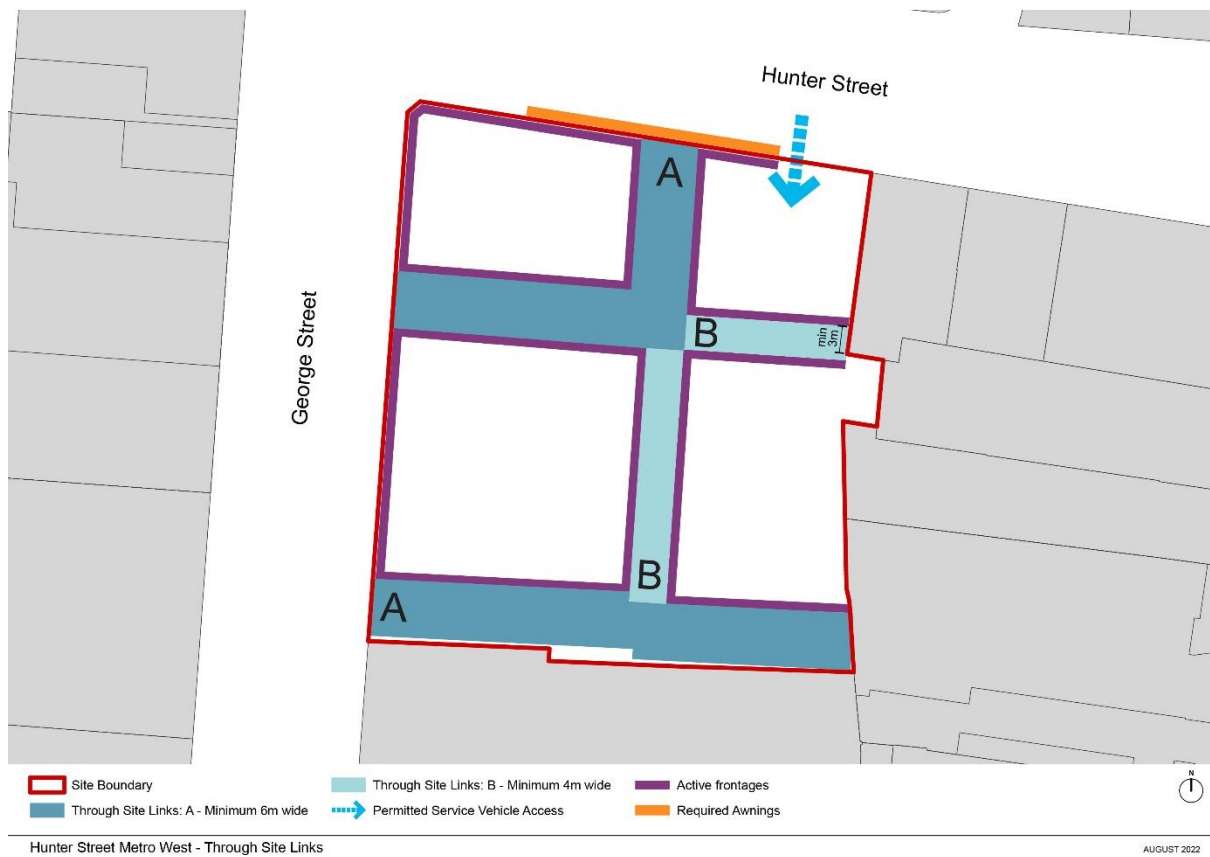 Hunter Street
A
George Street
B
min
3m
B
A
Site Boundary
Through Site Links: B - Minimum 4m wide
Active frontages
N
Through Site Links: A - Minimum 6m wide
Permitted Service Vehicle Access
Required Awnings
Hunter Street Metro West - Through Site Links
AUGUST 2022